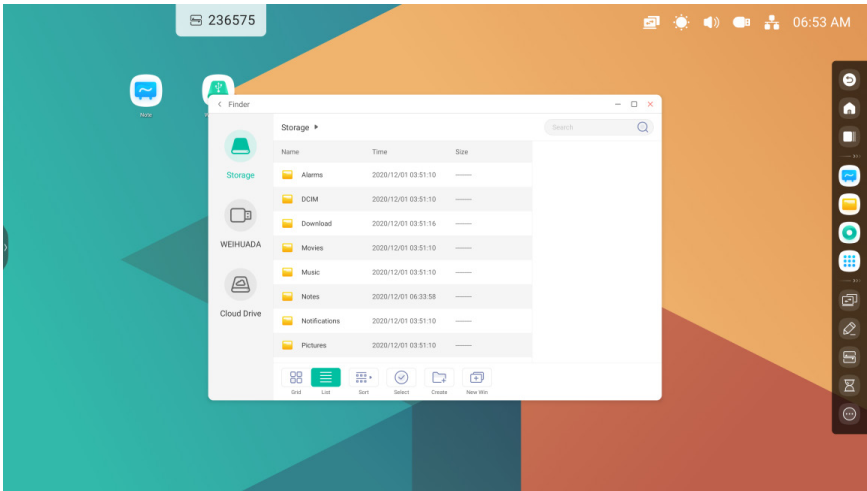 236575
06:53 AM
Note
Finder
Storage
Search
Name Time Size
Storage
Alarms 2020/12/01 03:51:10 ——
DCIM 2020/12/01 03:51:10 ——
Download 2020/12/01 03:51:16 ——
WEIHUADA
Movies 2020/12/01 03:51:10 ——
Music 2020/12/01 03:51:10 ——
Notes 2020/12/01 06:33:58 ——
Cloud Drive
Notifications 2020/12/01 03:51:10 ——
Pictures 2020/12/01 03:51:10 ——
Grid List Sort Select Create New Win